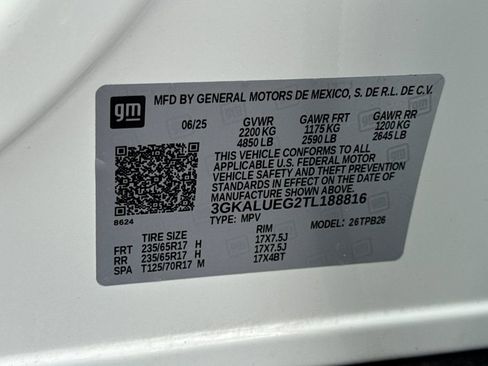 gm
MFD BY GENERAL MOTORS DE MEXICO, S. DE R.L. DE C.V.
06/25 GVWR GAWR FRT GAWR RR
2200 KG 1175 KG 1200 KG
4850 LB 2590 LB 2645 LB
THIS VEHICLE CONFORMS TO ALL
APPLICABLE U.S. FEDERAL MOTOR
VEHICLE SAFETY AND THEFT PREVENTION
STANDARDS IN EFFECT ON THE DATE OF
MANUFACTURE SHOWN ABOVE.
3GKALUEG2TL188816
TYPE: MPV MODEL: 26TPB26
8624
TIRE SIZE RIM
FRT 235/65R17 H 17X7.5J
RR 235/65R17 H 17X7.5J
SPA T125/70R17 M 17X4BT